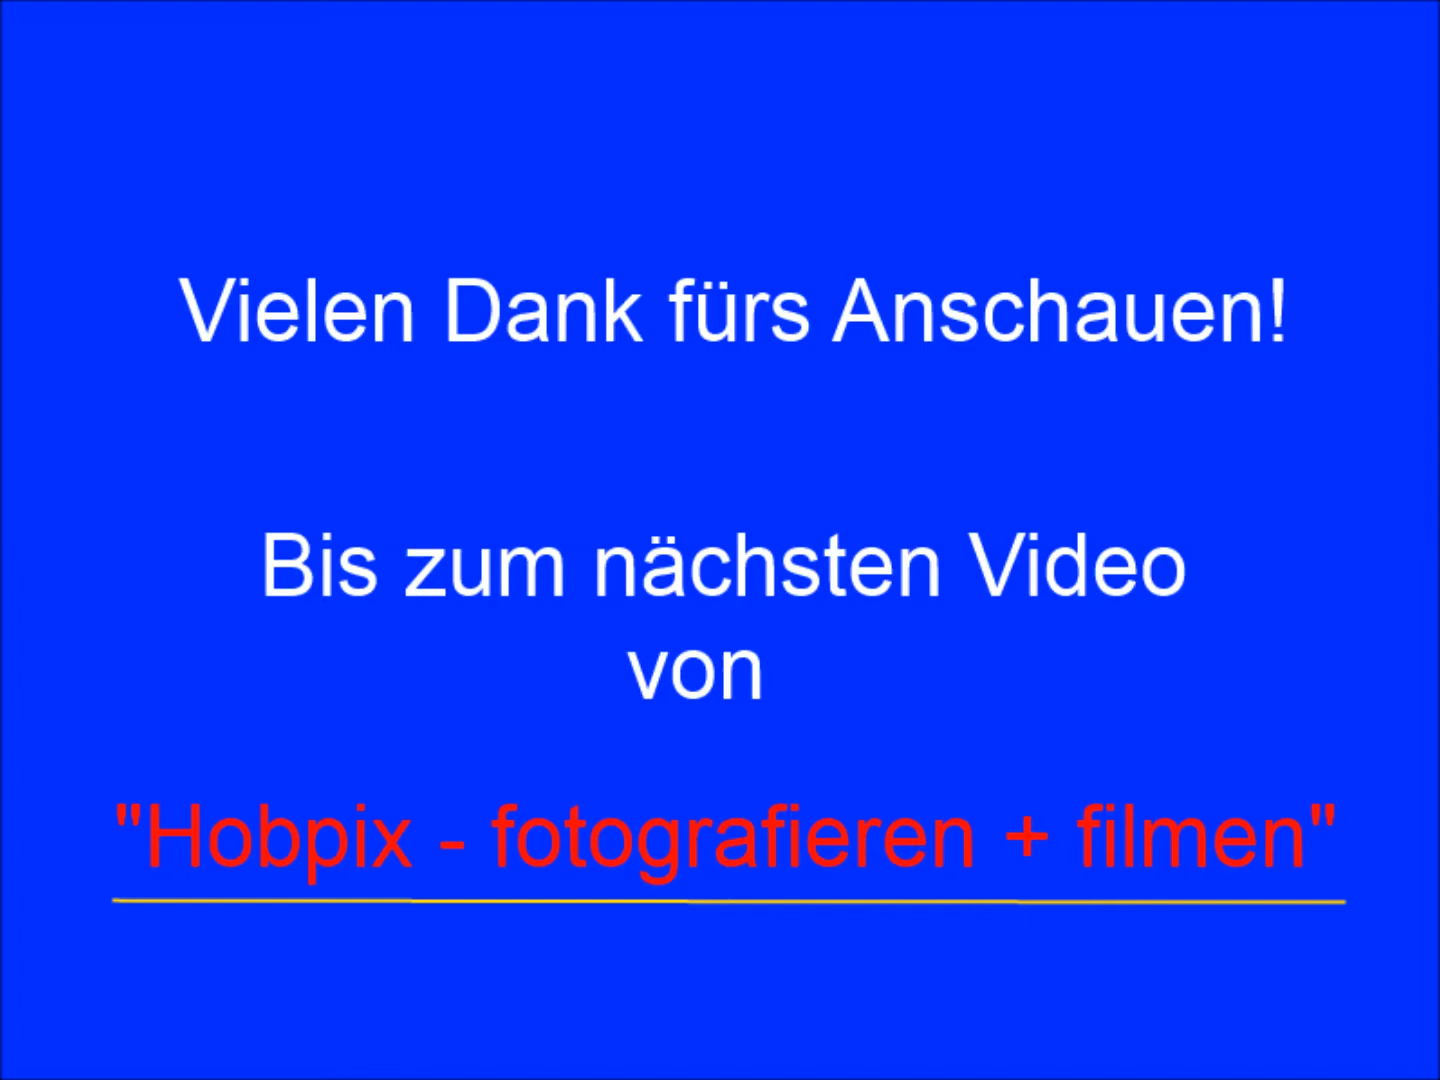 Vielen Dank fürs Anschauen!
Bis zum nächsten Video
von
"Hobpix - fotografieren + filmen"